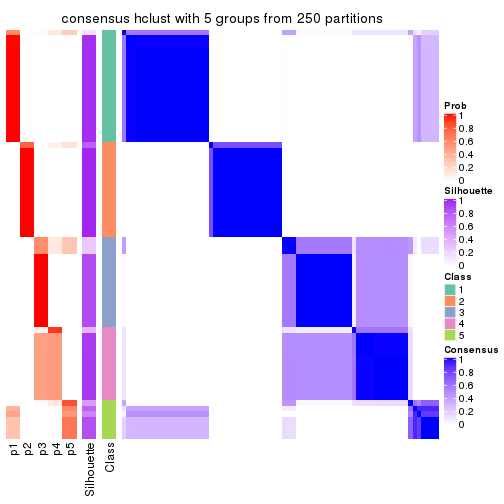 consensus hclust with 5 groups from 250 partitions
Prob
1
0.8
0.6
0.4
0.2
0
Silhouette
1
0.8
0.6
0.4
0.2
0
Class
1
2
3
4
5
Consensus
1
0.8
0.6
0.4
0.2
0
p1
p2
p3
p4
p5
Silhouette
Class